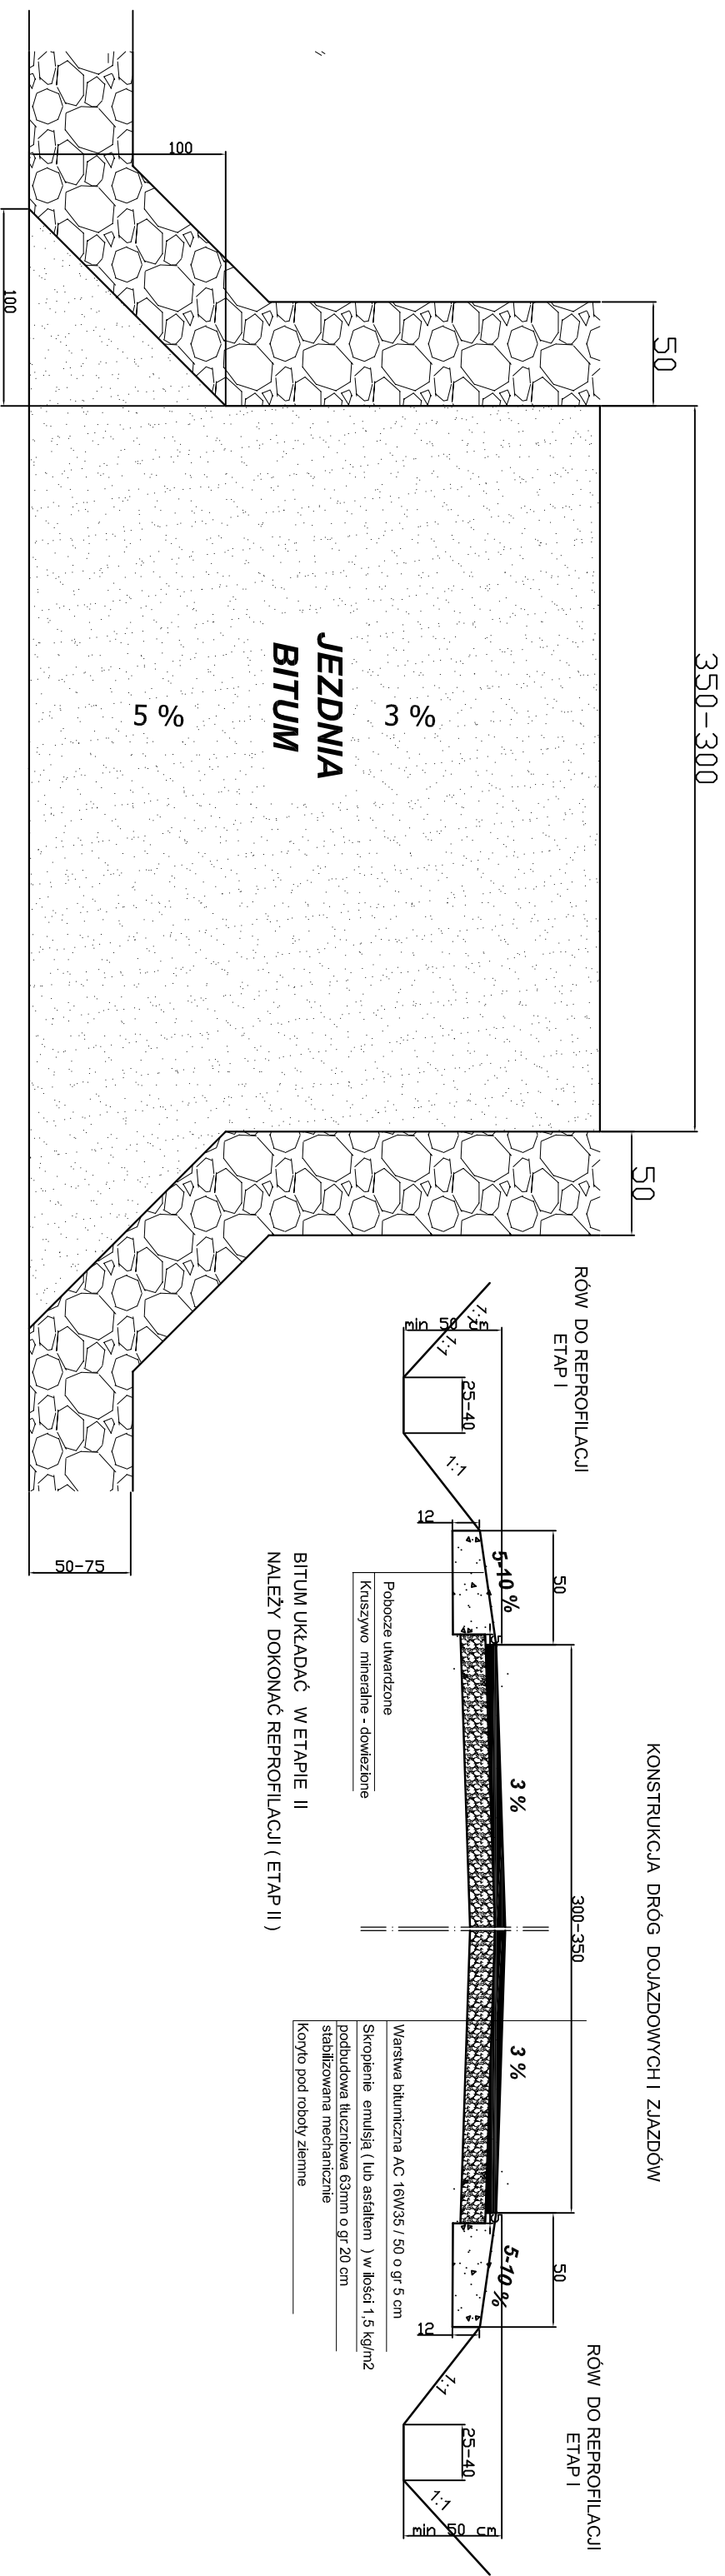 KONSTRUKCJA DRÓG DOJAZDOWYCH I ZJAZDÓW
350-300
50
50
100
100
JEZDNIA
BITUM
3 %
5 %
50-75
RÓW DO REPROFILACJI
ETAP I
RÓW DO REPROFILACJI
ETAP I
300-350
50
50
min 50 cm
1:1
1:1
25-40
1:1
12
5-10 %
5
3 %
3 %
5
5-10 %
12
1:1
25-40
1:1
min 50 cm
Pobocze utwardzone
Kruszywo mineralne - dowiezione
Warstwa bitumiczna AC 16W35 / 50 o gr 5 cm
Skropienie emulsją ( lub asfaltem ) w ilości 1,5 kg/m2
podbudowa tłuczniowa 63mm o gr 20 cm
stabilizowana mechanicznie
Koryto pod roboty ziemne
BITUM UKŁADAĆ W ETAPIE II
NALEŻY DOKONAĆ REPROFILACJI ( ETAP II )